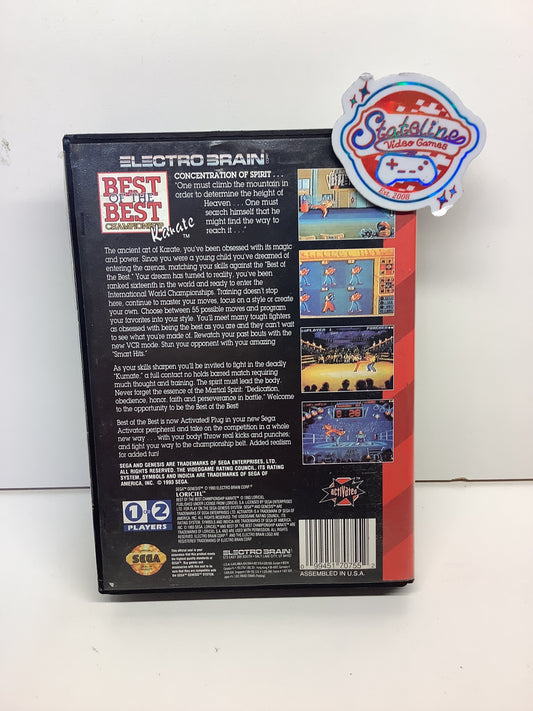 Stateline
Video Games
Est. 2008
ELECTRO BRAIN
BEST
OF THE
BEST
CHAMPIONSHIP
Karate
TM
CONCENTRATION OF SPIRIT . . .
"One must climb the mountain in
order to determine the height of
Heaven . . . One must
search himself that he
might find the way to
reach it . . ."
The ancient art of Karate, you've been obsessed with its magic
and power. Since you were a young child you've dreamed of
entering the arenas, matching your skills against the "Best of
the Best." Your dream has turned to reality, you've been
ranked sixteenth in the world and ready to enter the
International World Championships. Training doesn't stop
here, continue to master your moves, focus on a style or create
your own. Choose between 55 possible moves and program
your favorites into your style. You'll meet many tough fighters
as obsessed with being the best as you are and they can't wait
to see what you're made of. Rewatch your past bouts with the
new VCR mode. Stun your opponent with your amazing
"Smart Hits."
As your skills sharpen you'll be invited to fight in the deadly
"Kumate." a full contact no holds barred match requiring
much thought and training. The spirit must lead the body.
Never forget the essence of the Martial Spirit: "Dedication,
obedience, honor, faith and perseverance in battle." Welcome
to the opportunity to be the Best of the Best!
Best of the Best is now Activated! Plug in your new Sega
Activator peripheral and take on the competition in a whole
new way . . . with your body! Throw real kicks and punches;
and fight your way to the championship belt. Added realism
for added fun!
SEGA AND GENESIS ARE TRADEMARKS OF SEGA ENTERPRISES, LTD.
ALL RIGHTS RESERVED. THE VIDEOGAME RATING COUNCIL, ITS RATING
SYSTEM, SYMBOLS AND INDICIA ARE TRADEMARKS OF SEGA OF
AMERICA, INC. © 1993 SEGA.
LORICIEL
1 OR 2
PLAYERS
activator
SEGA
ELECTRO BRAIN
ASSEMBLED IN U.S.A.